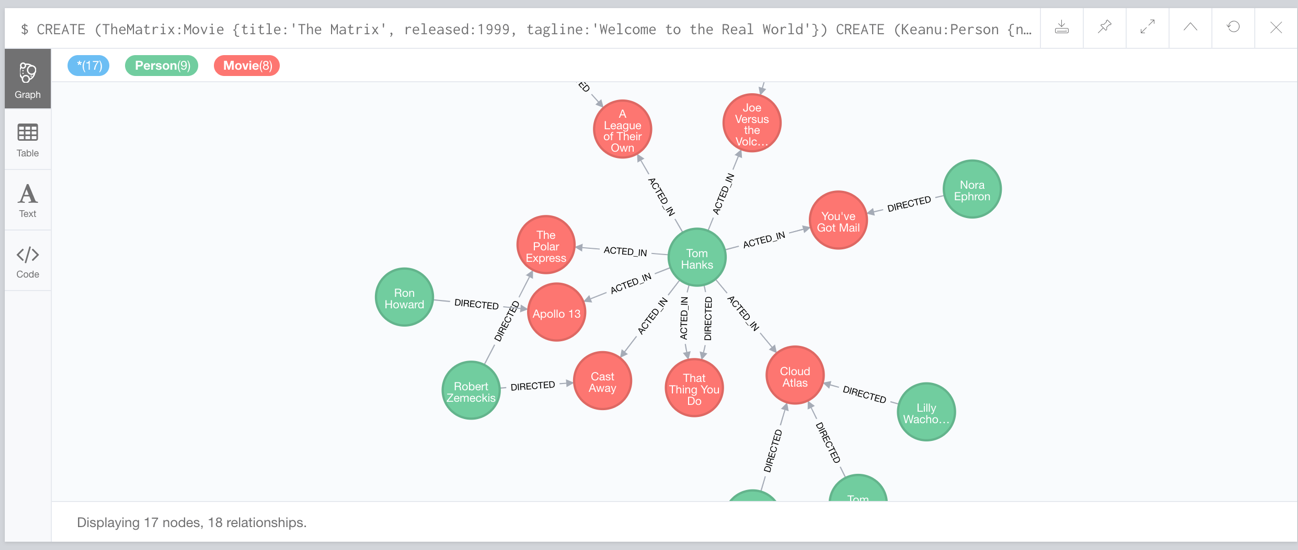 $ CREATE (TheMatrix:Movie {title:'The Matrix', released:1999, tagline:'Welcome to the Real World'}) CREATE (Keanu:Person {n…
*(17) Person(9) Movie(8)
Graph
Table
Text
Code
ED
A
League
of Their
Own
Joe
Versus
the
Volc…
ACTED_IN
ACTED_IN
Nora
Ephron
DIRECTED
You've
Got Mail
ACTED_IN
The
Polar
Express
ACTED_IN
Tom
Hanks
ACTED_IN
Ron
Howard
DIRECTED
Apollo 13
DIRECTED
ACTED_IN
ACTED_IN
DIRECTED
ACTED_IN
Robert
Zemeckis
DIRECTED
Cast
Away
That
Thing You
Do
Cloud
Atlas
DIRECTED
Lilly
Wacho…
DIRECTED
DIRECTED
Tom
Displaying 17 nodes, 18 relationships.